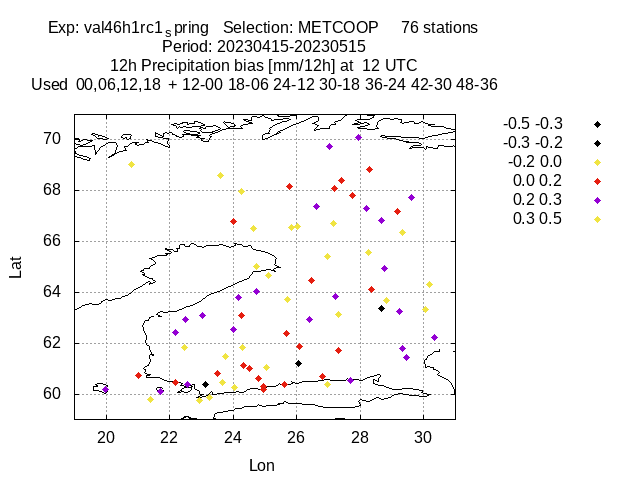 Exp: val46h1rc1spring Selection: METCOOP 76 stations
Period: 20230415-20230515
12h Precipitation bias [mm/12h] at 12 UTC
Used 00,06,12,18 + 12-00 18-06 24-12 30-18 36-24 42-30 48-36
-0.5 -0.3
-0.3 -0.2
-0.2 0.0
0.0 0.2
0.2 0.3
0.3 0.5
70
68
66
64
62
60
Lat
20 22 24 26 28 30
Lon